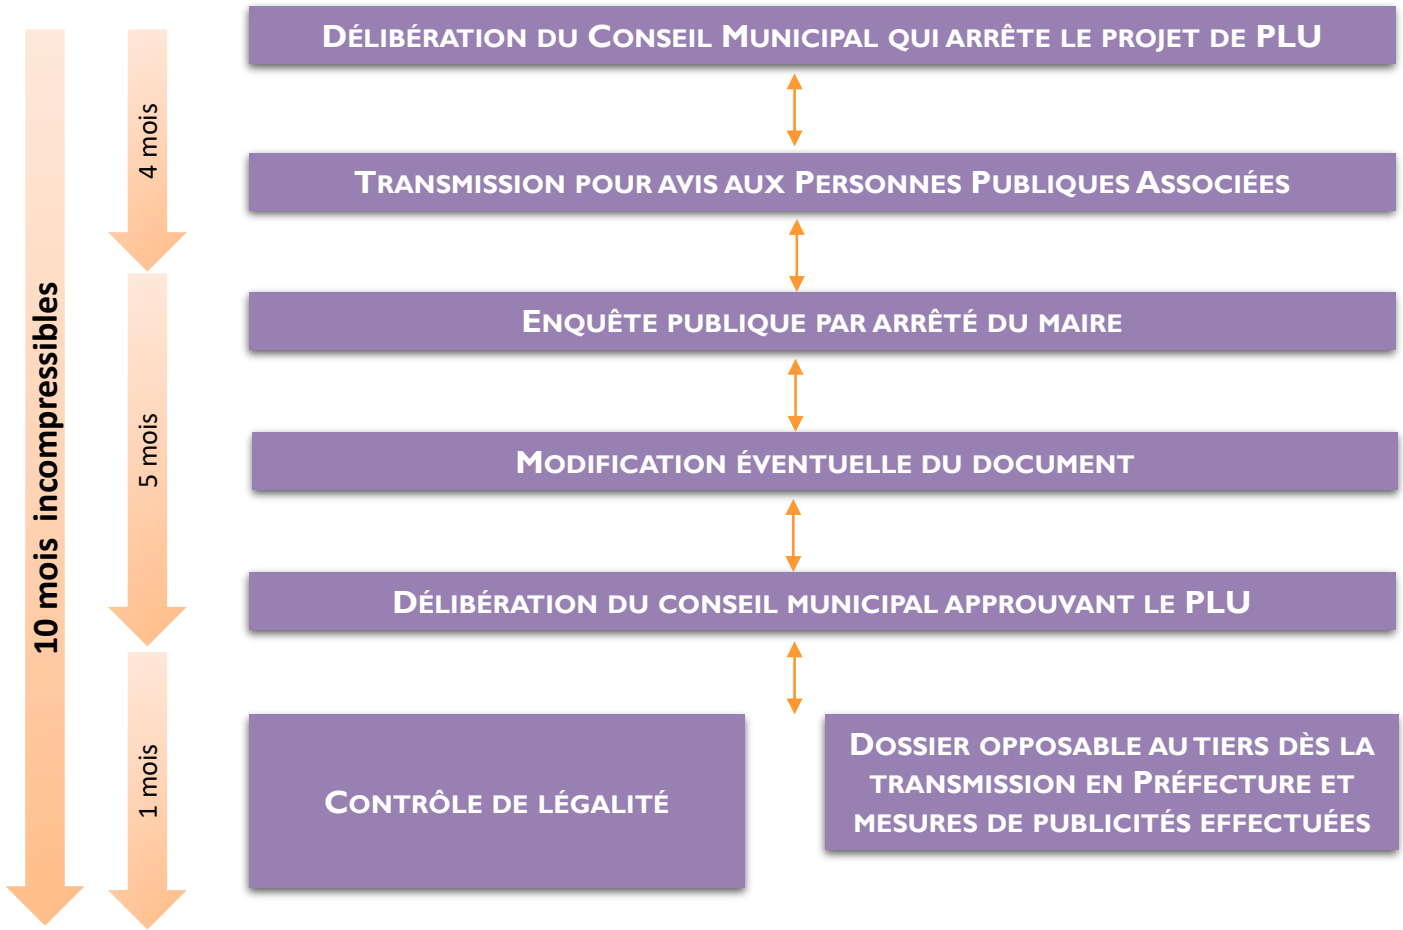 DÉLIBÉRATION DU CONSEIL MUNICIPAL QUI ARRÊTE LE PROJET DE PLU
4 mois
TRANSMISSION POUR AVIS AUX PERSONNES PUBLIQUES ASSOCIÉES
10 mois incompressibles
ENQUÊTE PUBLIQUE PAR ARRÊTÉ DU MAIRE
5 mois
MODIFICATION ÉVENTUELLE DU DOCUMENT
DÉLIBÉRATION DU CONSEIL MUNICIPAL APPROUVANT LE PLU
1 mois
CONTRÔLE DE LÉGALITÉ
DOSSIER OPPOSABLE AU TIERS DÈS LA
TRANSMISSION EN PRÉFECTURE ET
MESURES DE PUBLICITÉS EFFECTUÉES